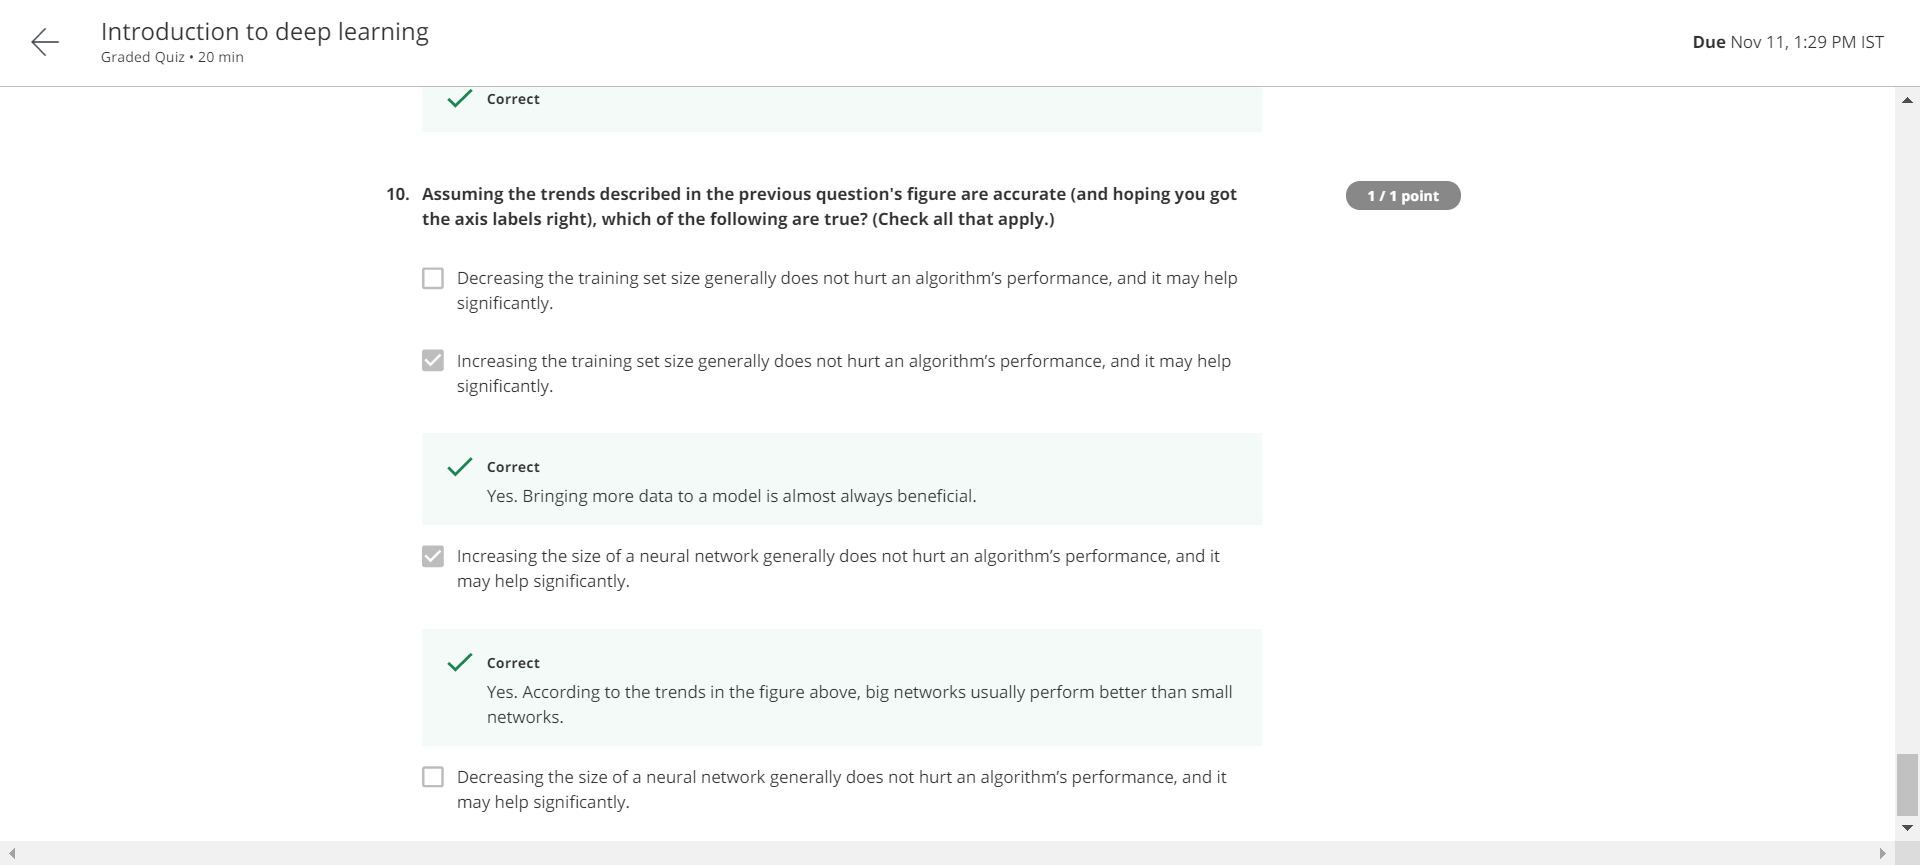 Introduction to deep learning
Graded Quiz • 20 min
Due Nov 11, 1:29 PM IST
Correct
10. Assuming the trends described in the previous question's figure are accurate (and hoping you got
the axis labels right), which of the following are true? (Check all that apply.)
1 / 1 point
Decreasing the training set size generally does not hurt an algorithm’s performance, and it may help
significantly.
Increasing the training set size generally does not hurt an algorithm’s performance, and it may help
significantly.
Correct
Yes. Bringing more data to a model is almost always beneficial.
Increasing the size of a neural network generally does not hurt an algorithm’s performance, and it
may help significantly.
Correct
Yes. According to the trends in the figure above, big networks usually perform better than small
networks.
Decreasing the size of a neural network generally does not hurt an algorithm’s performance, and it
may help significantly.